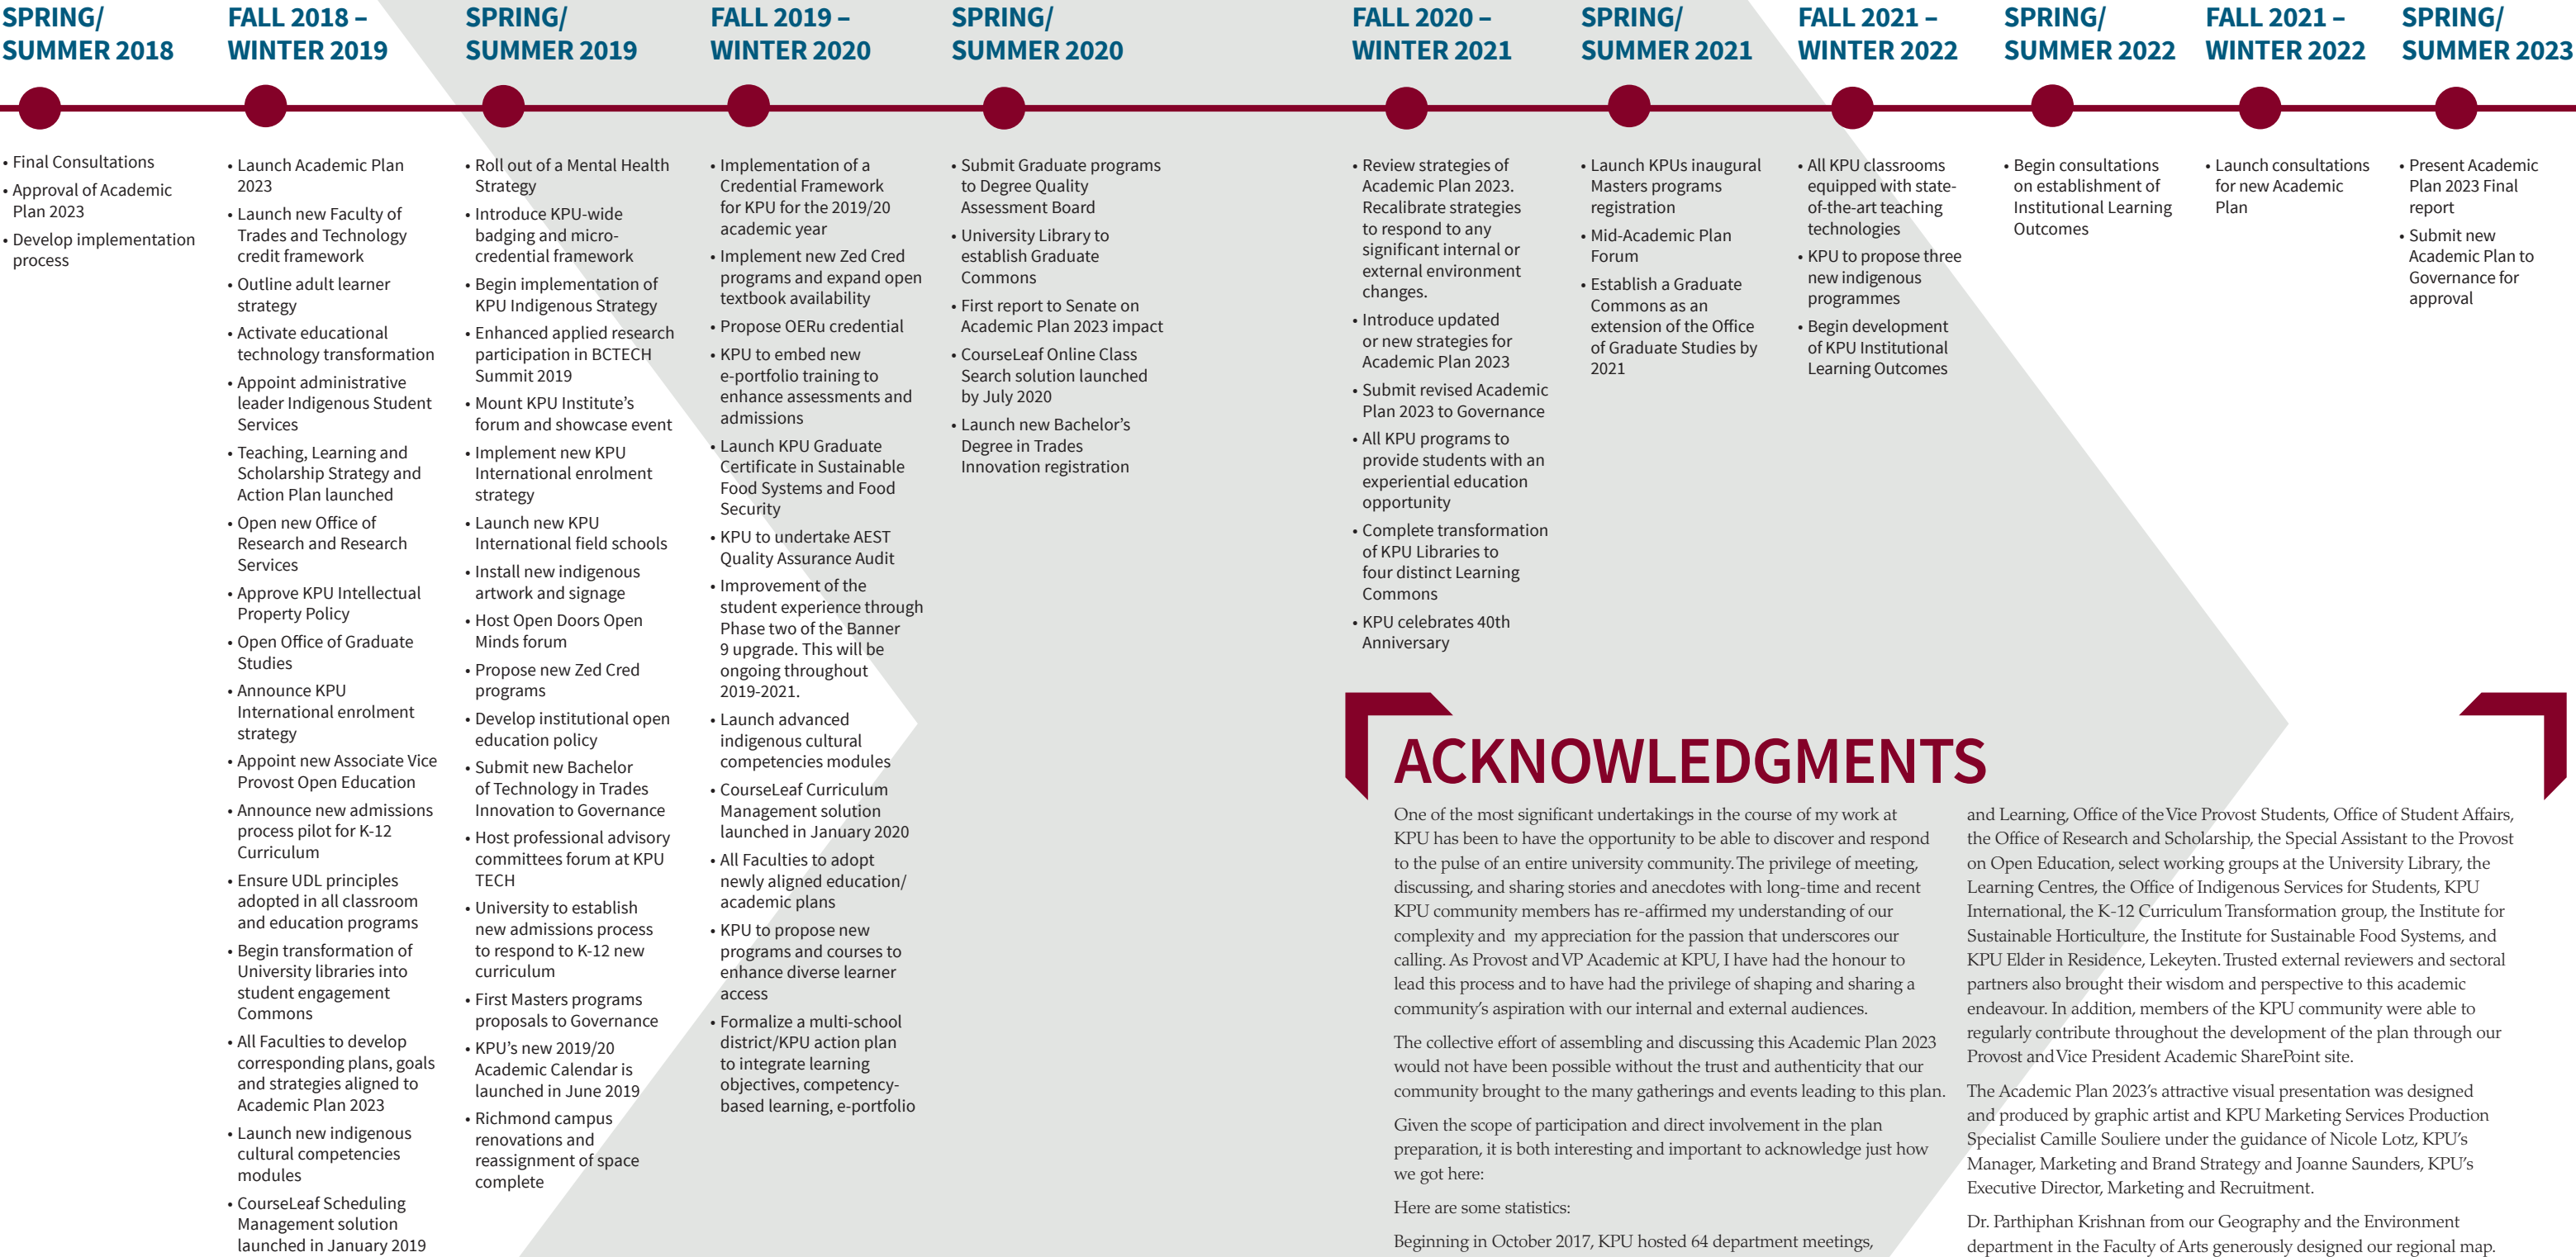 SPRING/
SUMMER 2018
• Final Consultations
• Approval of Academic
Plan 2023
• Develop implementation
process
FALL 2018 –
WINTER 2019
• Launch Academic Plan
2023
• Launch new Faculty of
Trades and Technology
credit framework
• Outline adult learner
strategy
• Activate educational
technology transformation
• Appoint administrative
leader Indigenous Student
Services
• Teaching, Learning and
Scholarship Strategy and
Action Plan launched
• Open new Office of
Research and Research
Services
• Approve KPU Intellectual
Property Policy
• Open Office of Graduate
Studies
• Announce KPU
International enrolment
strategy
• Appoint new Associate Vice
Provost Open Education
• Announce new admissions
process pilot for K-12
Curriculum
• Ensure UDL principles
adopted in all classroom
and education programs
• Begin transformation of
University libraries into
student engagement
Commons
• All Faculties to develop
corresponding plans, goals
and strategies aligned to
Academic Plan 2023
• Launch new indigenous
cultural competencies
modules
• CourseLeaf Scheduling
Management solution
launched in January 2019
SPRING/
SUMMER 2019
• Roll out of a Mental Health
Strategy
• Introduce KPU-wide
badging and micro-
credential framework
• Begin implementation of
KPU Indigenous Strategy
• Enhanced applied research
participation in BCTECH
Summit 2019
• Mount KPU Institute’s
forum and showcase event
• Implement new KPU
International enrolment
strategy
• Launch new KPU
International field schools
• Install new indigenous
artwork and signage
• Host Open Doors Open
Minds forum
• Propose new Zed Cred
programs
• Develop institutional open
education policy
• Submit new Bachelor
of Technology in Trades
Innovation to Governance
• Host professional advisory
committees forum at KPU
TECH
• University to establish
new admissions process
to respond to K-12 new
curriculum
• First Masters programs
proposals to Governance
• KPU’s new 2019/20
Academic Calendar is
launched in June 2019
• Richmond campus
renovations and
reassignment of space
complete
FALL 2019 –
WINTER 2020
• Implementation of a
Credential Framework
for KPU for the 2019/20
academic year
• Implement new Zed Cred
programs and expand open
textbook availability
• Propose OERu credential
• KPU to embed new
e-portfolio training to
enhance assessments and
admissions
• Launch KPU Graduate
Certificate in Sustainable
Food Systems and Food
Security
• KPU to undertake AEST
Quality Assurance Audit
• Improvement of the
student experience through
Phase two of the Banner
9 upgrade. This will be
ongoing throughout
2019-2021.
• Launch advanced
indigenous cultural
competencies modules
• CourseLeaf Curriculum
Management solution
launched in January 2020
• All Faculties to adopt
newly aligned education/
academic plans
• KPU to propose new
programs and courses to
enhance diverse learner
access
• Formalize a multi-school
district/KPU action plan
to integrate learning
objectives, competency-
based learning, e-portfolio
SPRING/
SUMMER 2020
• Submit Graduate programs
to Degree Quality
Assessment Board
• University Library to
establish Graduate
Commons
• First report to Senate on
Academic Plan 2023 impact
• CourseLeaf Online Class
Search solution launched
by July 2020
• Launch new Bachelor’s
Degree in Trades
Innovation registration
FALL 2020 –
WINTER 2021
• Review strategies of
Academic Plan 2023.
Recalibrate strategies
to respond to any
significant internal or
external environment
changes.
• Introduce updated
or new strategies for
Academic Plan 2023
• Submit revised Academic
Plan 2023 to Governance
• All KPU programs to
provide students with an
experiential education
opportunity
• Complete transformation
of KPU Libraries to
four distinct Learning
Commons
• KPU celebrates 40th
Anniversary
SPRING/
SUMMER 2021
• Launch KPUs inaugural
Masters programs
registration
• Mid-Academic Plan
Forum
• Establish a Graduate
Commons as an
extension of the Office
of Graduate Studies by
2021
FALL 2021 –
WINTER 2022
• All KPU classrooms
equipped with state-
of-the-art teaching
technologies
• KPU to propose three
new indigenous
programmes
• Begin development
of KPU Institutional
Learning Outcomes
SPRING/
SUMMER 2022
• Begin consultations
on establishment of
Institutional Learning
Outcomes
FALL 2021 –
WINTER 2022
• Launch consultations
for new Academic
Plan
SPRING/
SUMMER 2023
• Present Academic
Plan 2023 Final
report
• Submit new
Academic Plan to
Governance for
approval
ACKNOWLEDGMENTS
One of the most significant undertakings in the course of my work at
KPU has been to have the opportunity to be able to discover and respond
to the pulse of an entire university community. The privilege of meeting,
discussing, and sharing stories and anecdotes with long-time and recent
KPU community members has re-affirmed my understanding of our
complexity and my appreciation for the passion that underscores our
calling. As Provost and VP Academic at KPU, I have had the honour to
lead this process and to have had the privilege of shaping and sharing a
community’s aspiration with our internal and external audiences.
The collective effort of assembling and discussing this Academic Plan 2023
would not have been possible without the trust and authenticity that our
community brought to the many gatherings and events leading to this plan.
Given the scope of participation and direct involvement in the plan
preparation, it is both interesting and important to acknowledge just how
we got here:
Here are some statistics:
Beginning in October 2017, KPU hosted 64 department meetings,
and Learning, Office of the Vice Provost Students, Office of Student Affairs,
the Office of Research and Scholarship, the Special Assistant to the Provost
on Open Education, select working groups at the University Library, the
Learning Centres, the Office of Indigenous Services for Students, KPU
International, the K-12 Curriculum Transformation group, the Institute for
Sustainable Horticulture, the Institute for Sustainable Food Systems, and
KPU Elder in Residence, Lekeyten. Trusted external reviewers and sectoral
partners also brought their wisdom and perspective to this academic
endeavour. In addition, members of the KPU community were able to
regularly contribute throughout the development of the plan through our
Provost and Vice President Academic SharePoint site.
The Academic Plan 2023’s attractive visual presentation was designed
and produced by graphic artist and KPU Marketing Services Production
Specialist Camille Souliere under the guidance of Nicole Lotz, KPU’s
Manager, Marketing and Brand Strategy and Joanne Saunders, KPU’s
Executive Director, Marketing and Recruitment.
Dr. Parthiphan Krishnan from our Geography and the Environment
department in the Faculty of Arts generously designed our regional map.